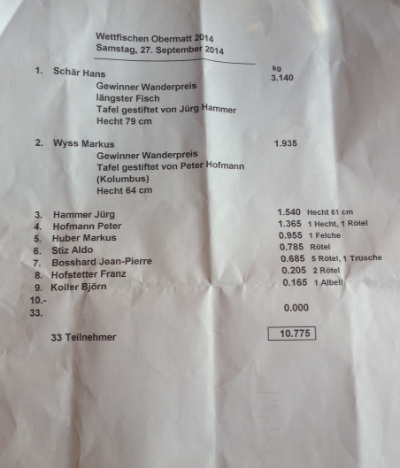 Wettfischen Obermatt 2014
Samstag, 27. September 2014
kg
1. Schär Hans 3.140
Gewinner Wanderpreis
längster Fisch
Tafel gestiftet von Jürg Hammer
Hecht 79 cm
2. Wyss Markus 1.935
Gewinner Wanderpreis
Tafel gestiftet von Peter Hofmann
(Kolumbus)
Hecht 64 cm
3. Hammer Jürg 1.540 Hecht 61 cm
4. Hofmann Peter 1.365 1 Hecht, 1 Rötel
5. Huber Markus 0.955 1 Felche
6. Stiz Aldo 0.785 Rötel
7. Bosshard Jean-Pierre 0.685 5 Rötel, 1 Trüsche
8. Hofstetter Franz 0.205 2 Rötel
9. Koller Björn 0.165 1 Albeli
10.-
33. 0.000
33 Teilnehmer 10.775